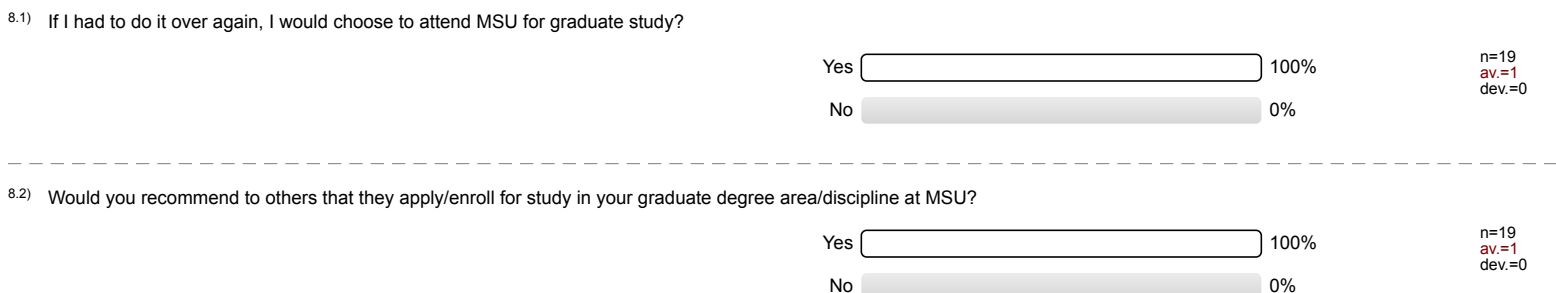 8.1) If I had to do it over again, I would choose to attend MSU for graduate study?
Yes 100%
n=19
av.=1
dev.=0
No 0%
8.2) Would you recommend to others that they apply/enroll for study in your graduate degree area/discipline at MSU?
Yes 100%
n=19
av.=1
dev.=0
No 0%